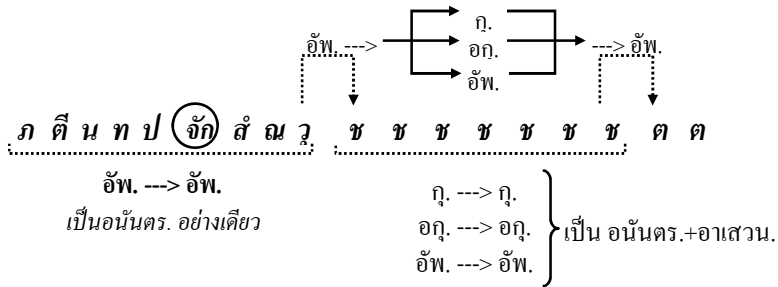 กุ.
อัพ. ---> อกุ. ---> อัพ.
อัพ.
ภ ตี น ท ป จัก สํ ณ วุ ช ช ช ช ช ช ช ต ต
อัพ. ---> อัพ.
เป็นอนันตร. อย่างเดียว
กุ. ---> กุ.
อกุ. ---> อกุ.
อัพ. ---> อัพ.
เป็น อนันตร.+อาเสวน.